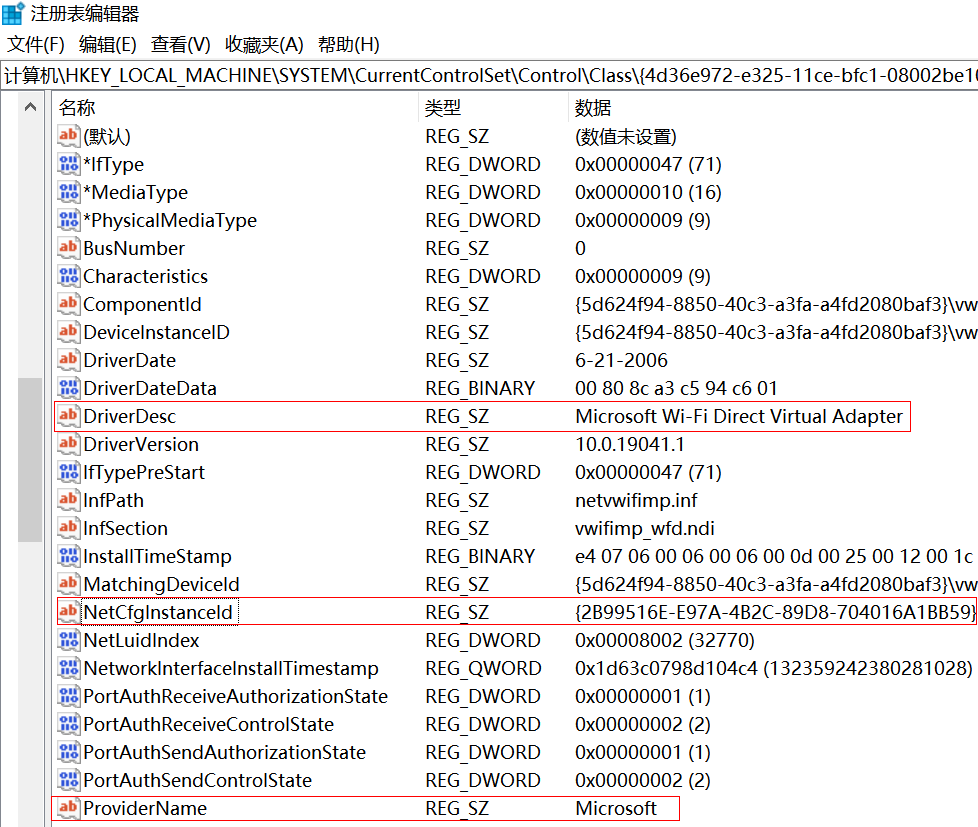 注册表编辑器
文件(F) 编辑(E) 查看(V) 收藏夹(A) 帮助(H)
计算机\HKEY_LOCAL_MACHINE\SYSTEM\CurrentControlSet\Control\Class\{4d36e972-e325-11ce-bfc1-08002be10
名称 类型 数据
(默认) REG_SZ (数值未设置)
*IfType REG_DWORD 0x00000047 (71)
*MediaType REG_DWORD 0x00000010 (16)
*PhysicalMediaType REG_DWORD 0x00000009 (9)
BusNumber REG_SZ 0
Characteristics REG_DWORD 0x00000009 (9)
ComponentId REG_SZ {5d624f94-8850-40c3-a3fa-a4fd2080baf3}\vw
DeviceInstanceID REG_SZ {5d624f94-8850-40c3-a3fa-a4fd2080baf3}\vw
DriverDate REG_SZ 6-21-2006
DriverDateData REG_BINARY 00 80 8c a3 c5 94 c6 01
DriverDesc REG_SZ Microsoft Wi-Fi Direct Virtual Adapter
DriverVersion REG_SZ 10.0.19041.1
IfTypePreStart REG_DWORD 0x00000047 (71)
InfPath REG_SZ netvwifimp.inf
InfSection REG_SZ vwifimp_wfd.ndi
InstallTimeStamp REG_BINARY e4 07 06 00 06 00 06 00 0d 00 25 00 12 00 1c
MatchingDeviceId REG_SZ {5d624f94-8850-40c3-a3fa-a4fd2080baf3}\vw
NetCfgInstanceId REG_SZ {2B99516E-E97A-4B2C-89D8-704016A1BB59}
NetLuidIndex REG_DWORD 0x00008002 (32770)
NetworkInterfaceInstallTimestamp REG_QWORD 0x1d63c0798d104c4 (132359242380281028)
PortAuthReceiveAuthorizationState REG_DWORD 0x00000001 (1)
PortAuthReceiveControlState REG_DWORD 0x00000002 (2)
PortAuthSendAuthorizationState REG_DWORD 0x00000001 (1)
PortAuthSendControlState REG_DWORD 0x00000002 (2)
ProviderName REG_SZ Microsoft